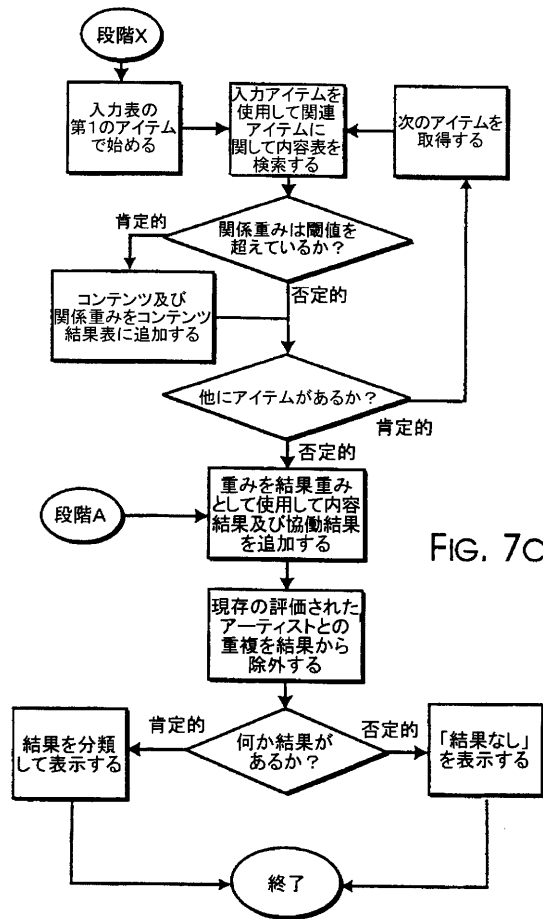 段階X
入力表の
第1のアイテム
で始める
入力アイテムを
使用して関連
アイテムに
関して内容表を
検索する
次のアイテムを
取得する
肯定的
関係重みは閾値を
超えているか？
コンテンツ及び
関係重みをコンテンツ
結果表に追加する
否定的
他にアイテムがあるか？
肯定的
否定的
段階A
重みを結果重み
として使用して内容
結果及び協働結果
を追加する
FIG. 7C
現存の評価された
アーティストとの
重複を結果から
除外する
肯定的
否定的
結果を分類
して表示する
何か結果が
あるか？
「結果なし」
を表示する
終了